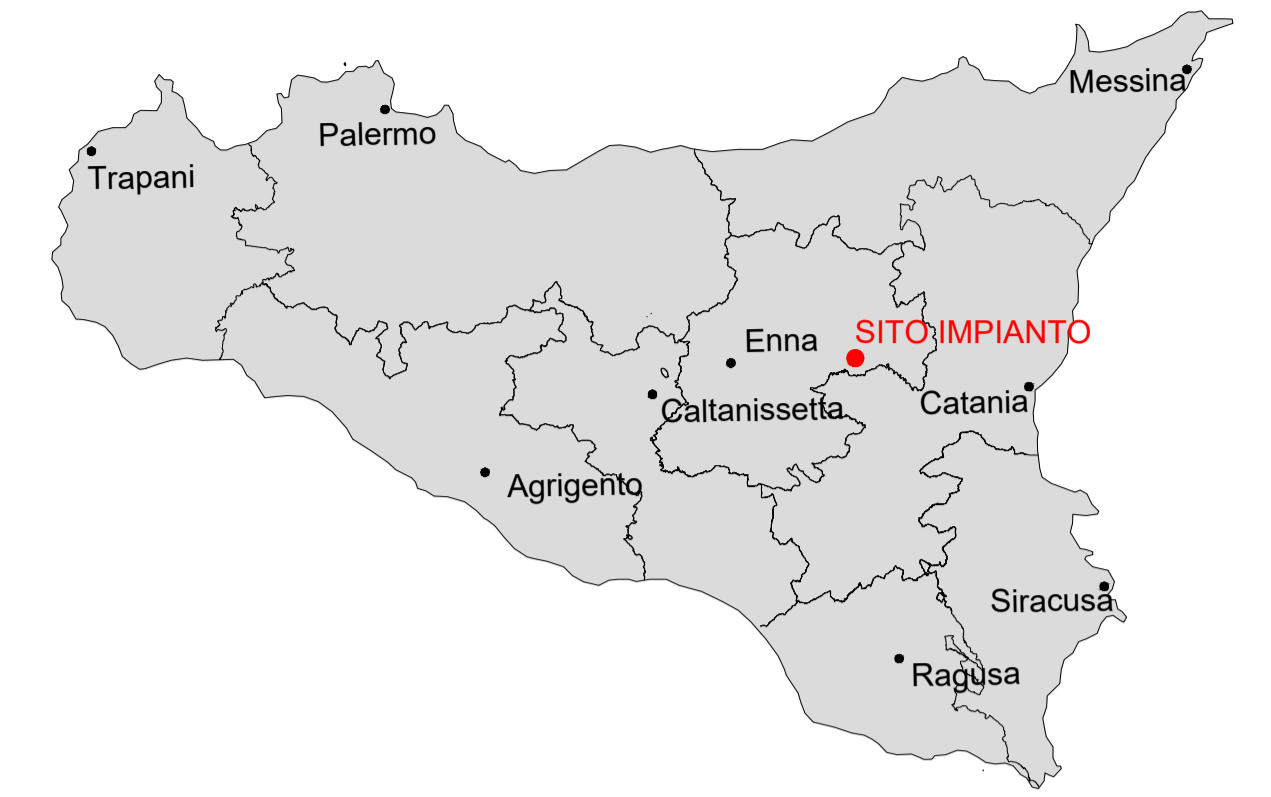 Messina
Palermo
Trapani
SITO IMPIANTO
Enna
Catania
Caltanissetta
Agrigento
Siracusa
Ragusa